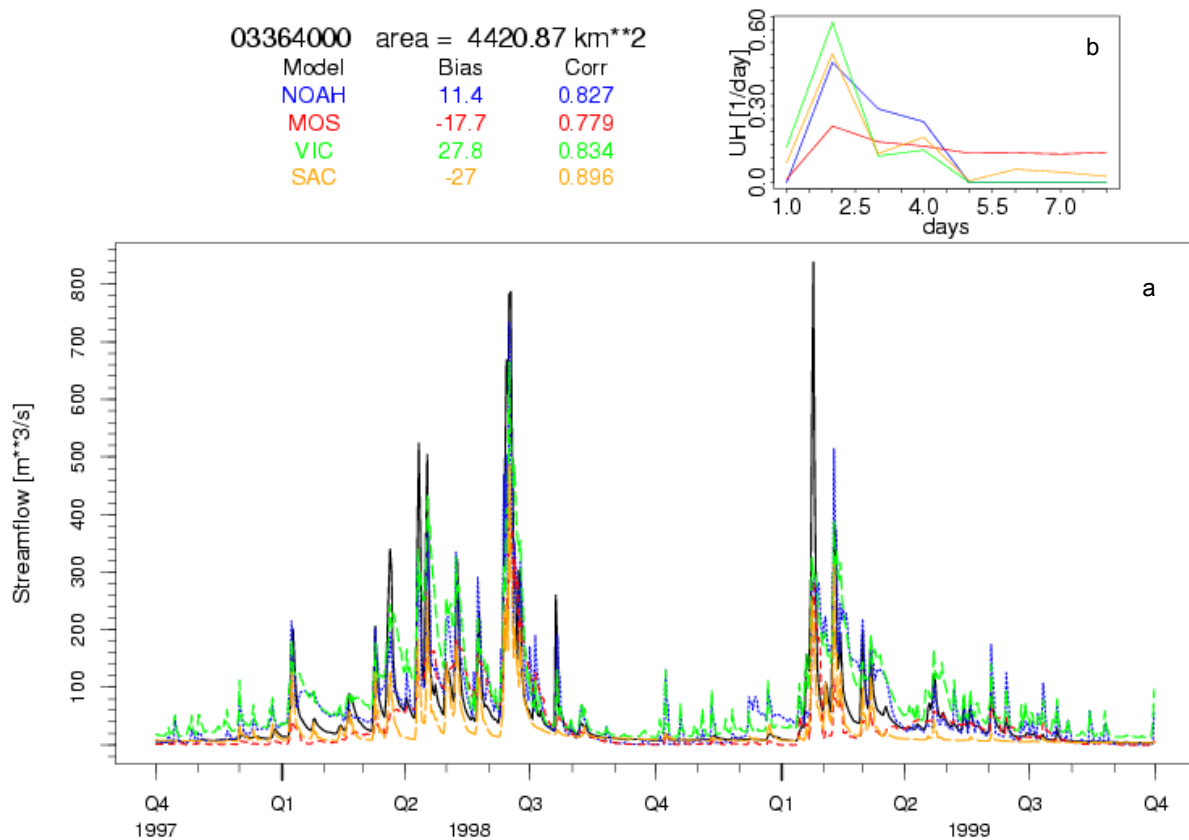 03364000 area = 4420.87 km**2
Model Bias Corr
NOAH 11.4 0.827
MOS -17.7 0.779
VIC 27.8 0.834
SAC -27 0.896
b
UH [1/day]
0.60
0.30
0.0
1.0 2.5 4.0 5.5 7.0
days
a
Streamflow [m**3/s]
800
700
600
500
400
300
200
100
Q4 Q1 Q2 Q3 Q4 Q1 Q2 Q3 Q4
1997 1998 1999